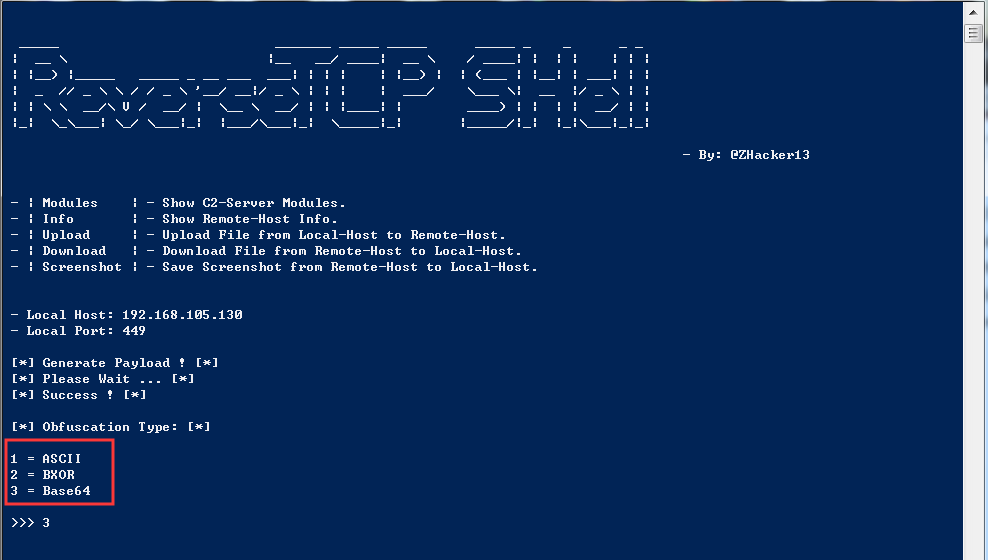 ReverseTCP SHell
- By: @ZHacker13
- | Modules | - Show C2-Server Modules.
- | Info | - Show Remote-Host Info.
- | Upload | - Upload File from Local-Host to Remote-Host.
- | Download | - Download File from Remote-Host to Local-Host.
- | Screenshot | - Save Screenshot from Remote-Host to Local-Host.
- Local Host: 192.168.105.130
- Local Port: 449
[*] Generate Payload ! [*]
[*] Please Wait ... [*]
[*] Success ! [*]
[*] Obfuscation Type: [*]
1 = ASCII
2 = BXOR
3 = Base64
>>> 3